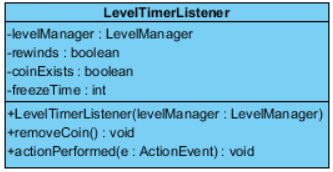 LevelTimerListener
-levelManager : LevelManager
-rewinds : boolean
-coinExists : boolean
-freezeTime : int
+LevelTimerListener(levelManager : LevelManager)
+removeCoin() : void
+actionPerformed(e : ActionEvent) : void